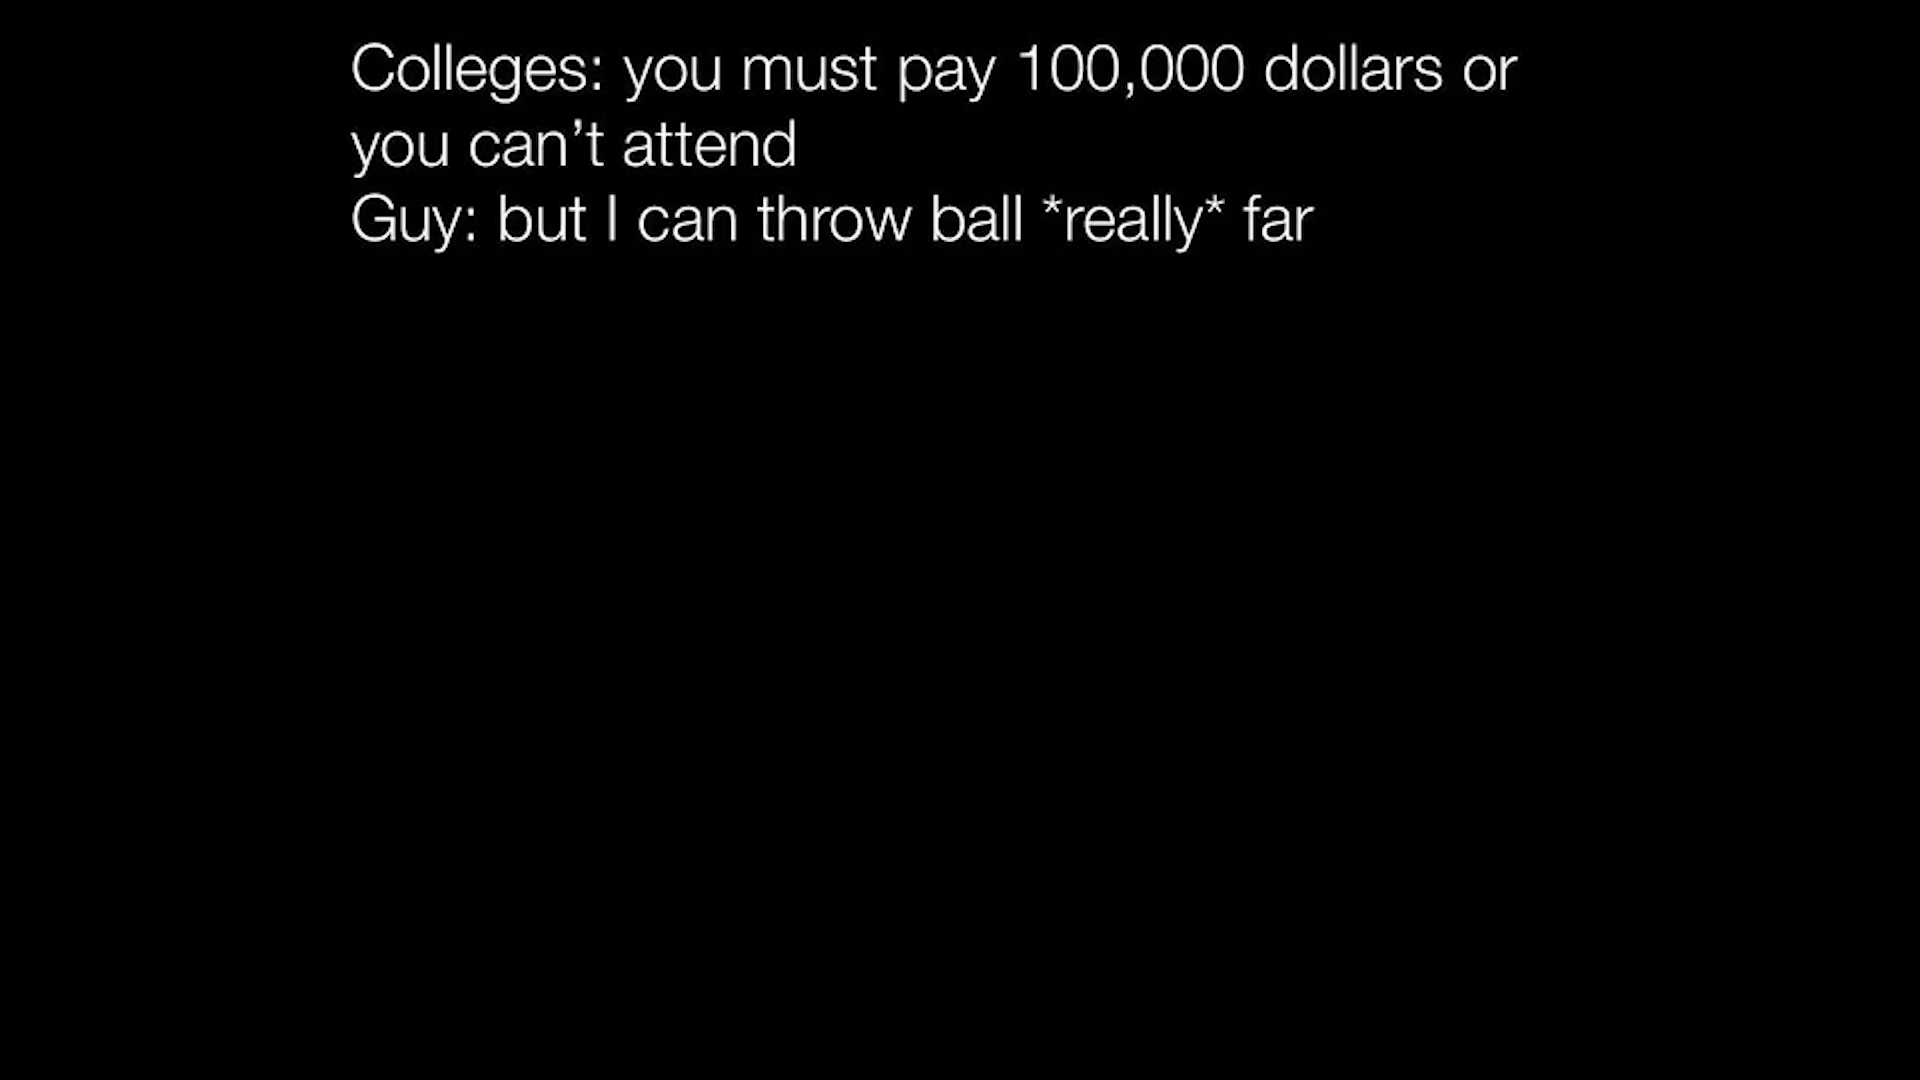 Colleges: you must pay 100,000 dollars or
you can’t attend
Guy: but I can throw ball *really* far